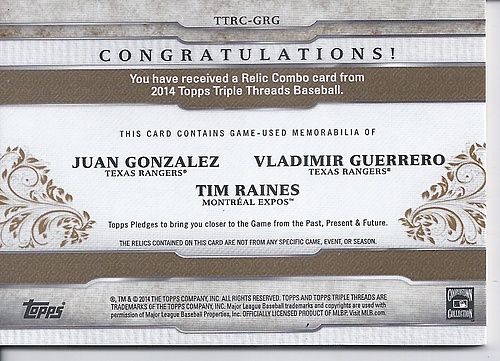 TTRC-GRG
CONGRATULATIONS!
You have received a Relic Combo card from
2014 Topps Triple Threads Baseball.
THIS CARD CONTAINS GAME-USED MEMORABILIA OF
JUAN GONZALEZ VLADIMIR GUERRERO
TEXAS RANGERS® TEXAS RANGERS®
TIM RAINES
MONTRÉAL EXPOS™
Topps Pledges to bring you closer to the Game from the Past, Present & Future.
THE RELICS CONTAINED ON THIS CARD ARE NOT FROM ANY SPECIFIC GAME, EVENT, OR SEASON.
®, TM & © 2014 THE TOPPS COMPANY, INC. ALL RIGHTS RESERVED. TOPPS AND TOPPS TRIPLE THREADS ARE
TRADEMARKS OF THE TOPPS COMPANY, INC. Major League Baseball trademarks and copyrights are used with
permission of Major League Baseball Properties, Inc. OFFICIALLY LICENSED PRODUCT OF MLBP. Visit MLB.com.
Topps
COOPERSTOWN
COLLECTION